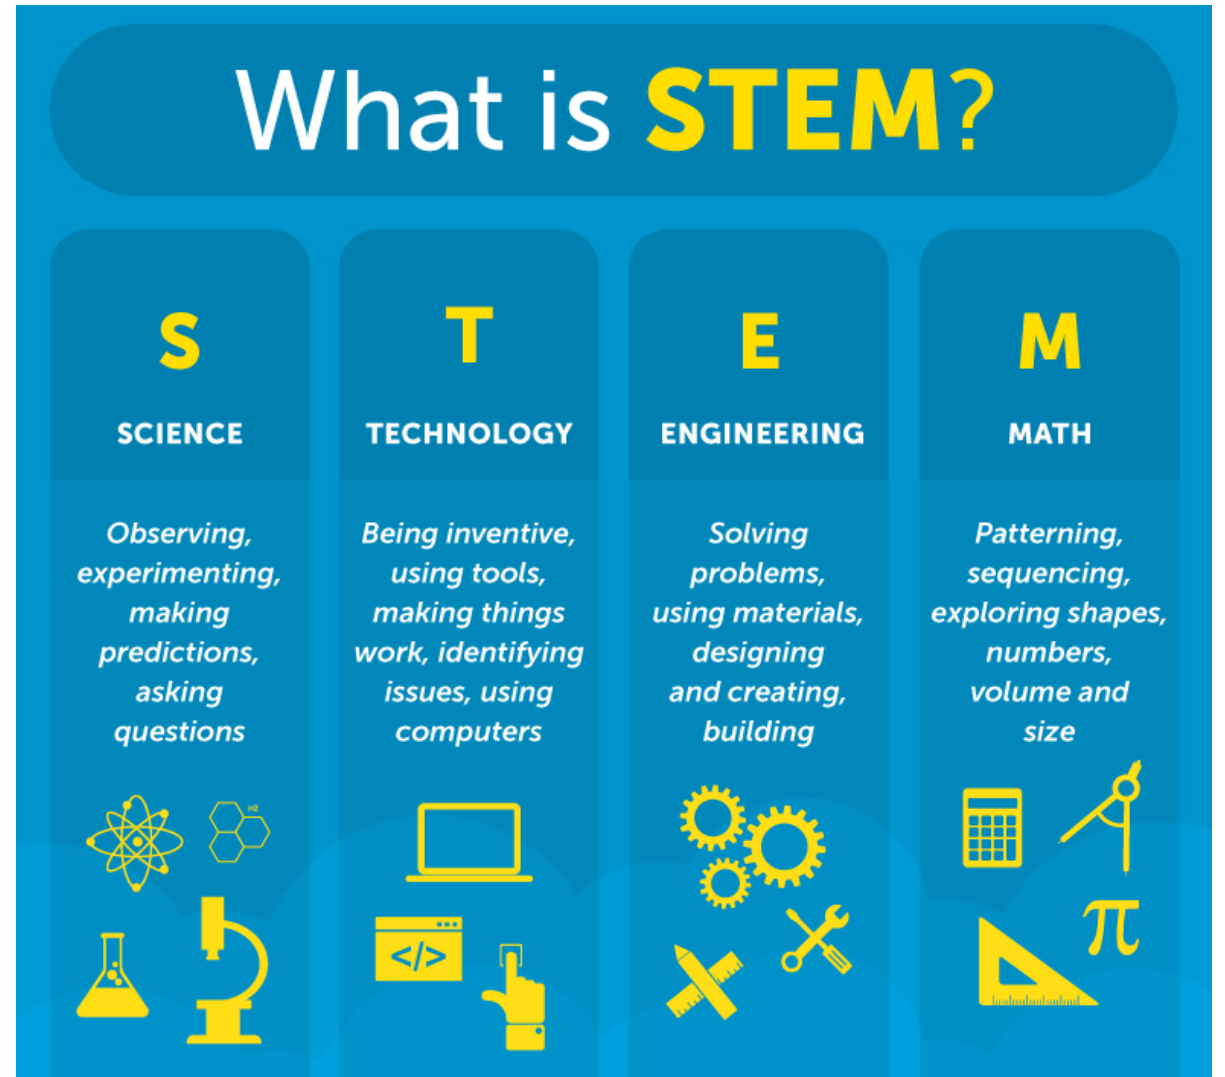 What is STEM?
S
SCIENCE
Observing,
experimenting,
making
predictions,
asking
questions
H2
T
TECHNOLOGY
Being inventive,
using tools,
making things
work, identifying
issues, using
computers
</>
E
ENGINEERING
Solving
problems,
using materials,
designing
and creating,
building
M
MATH
Patterning,
sequencing,
exploring shapes,
numbers,
volume and
size
π